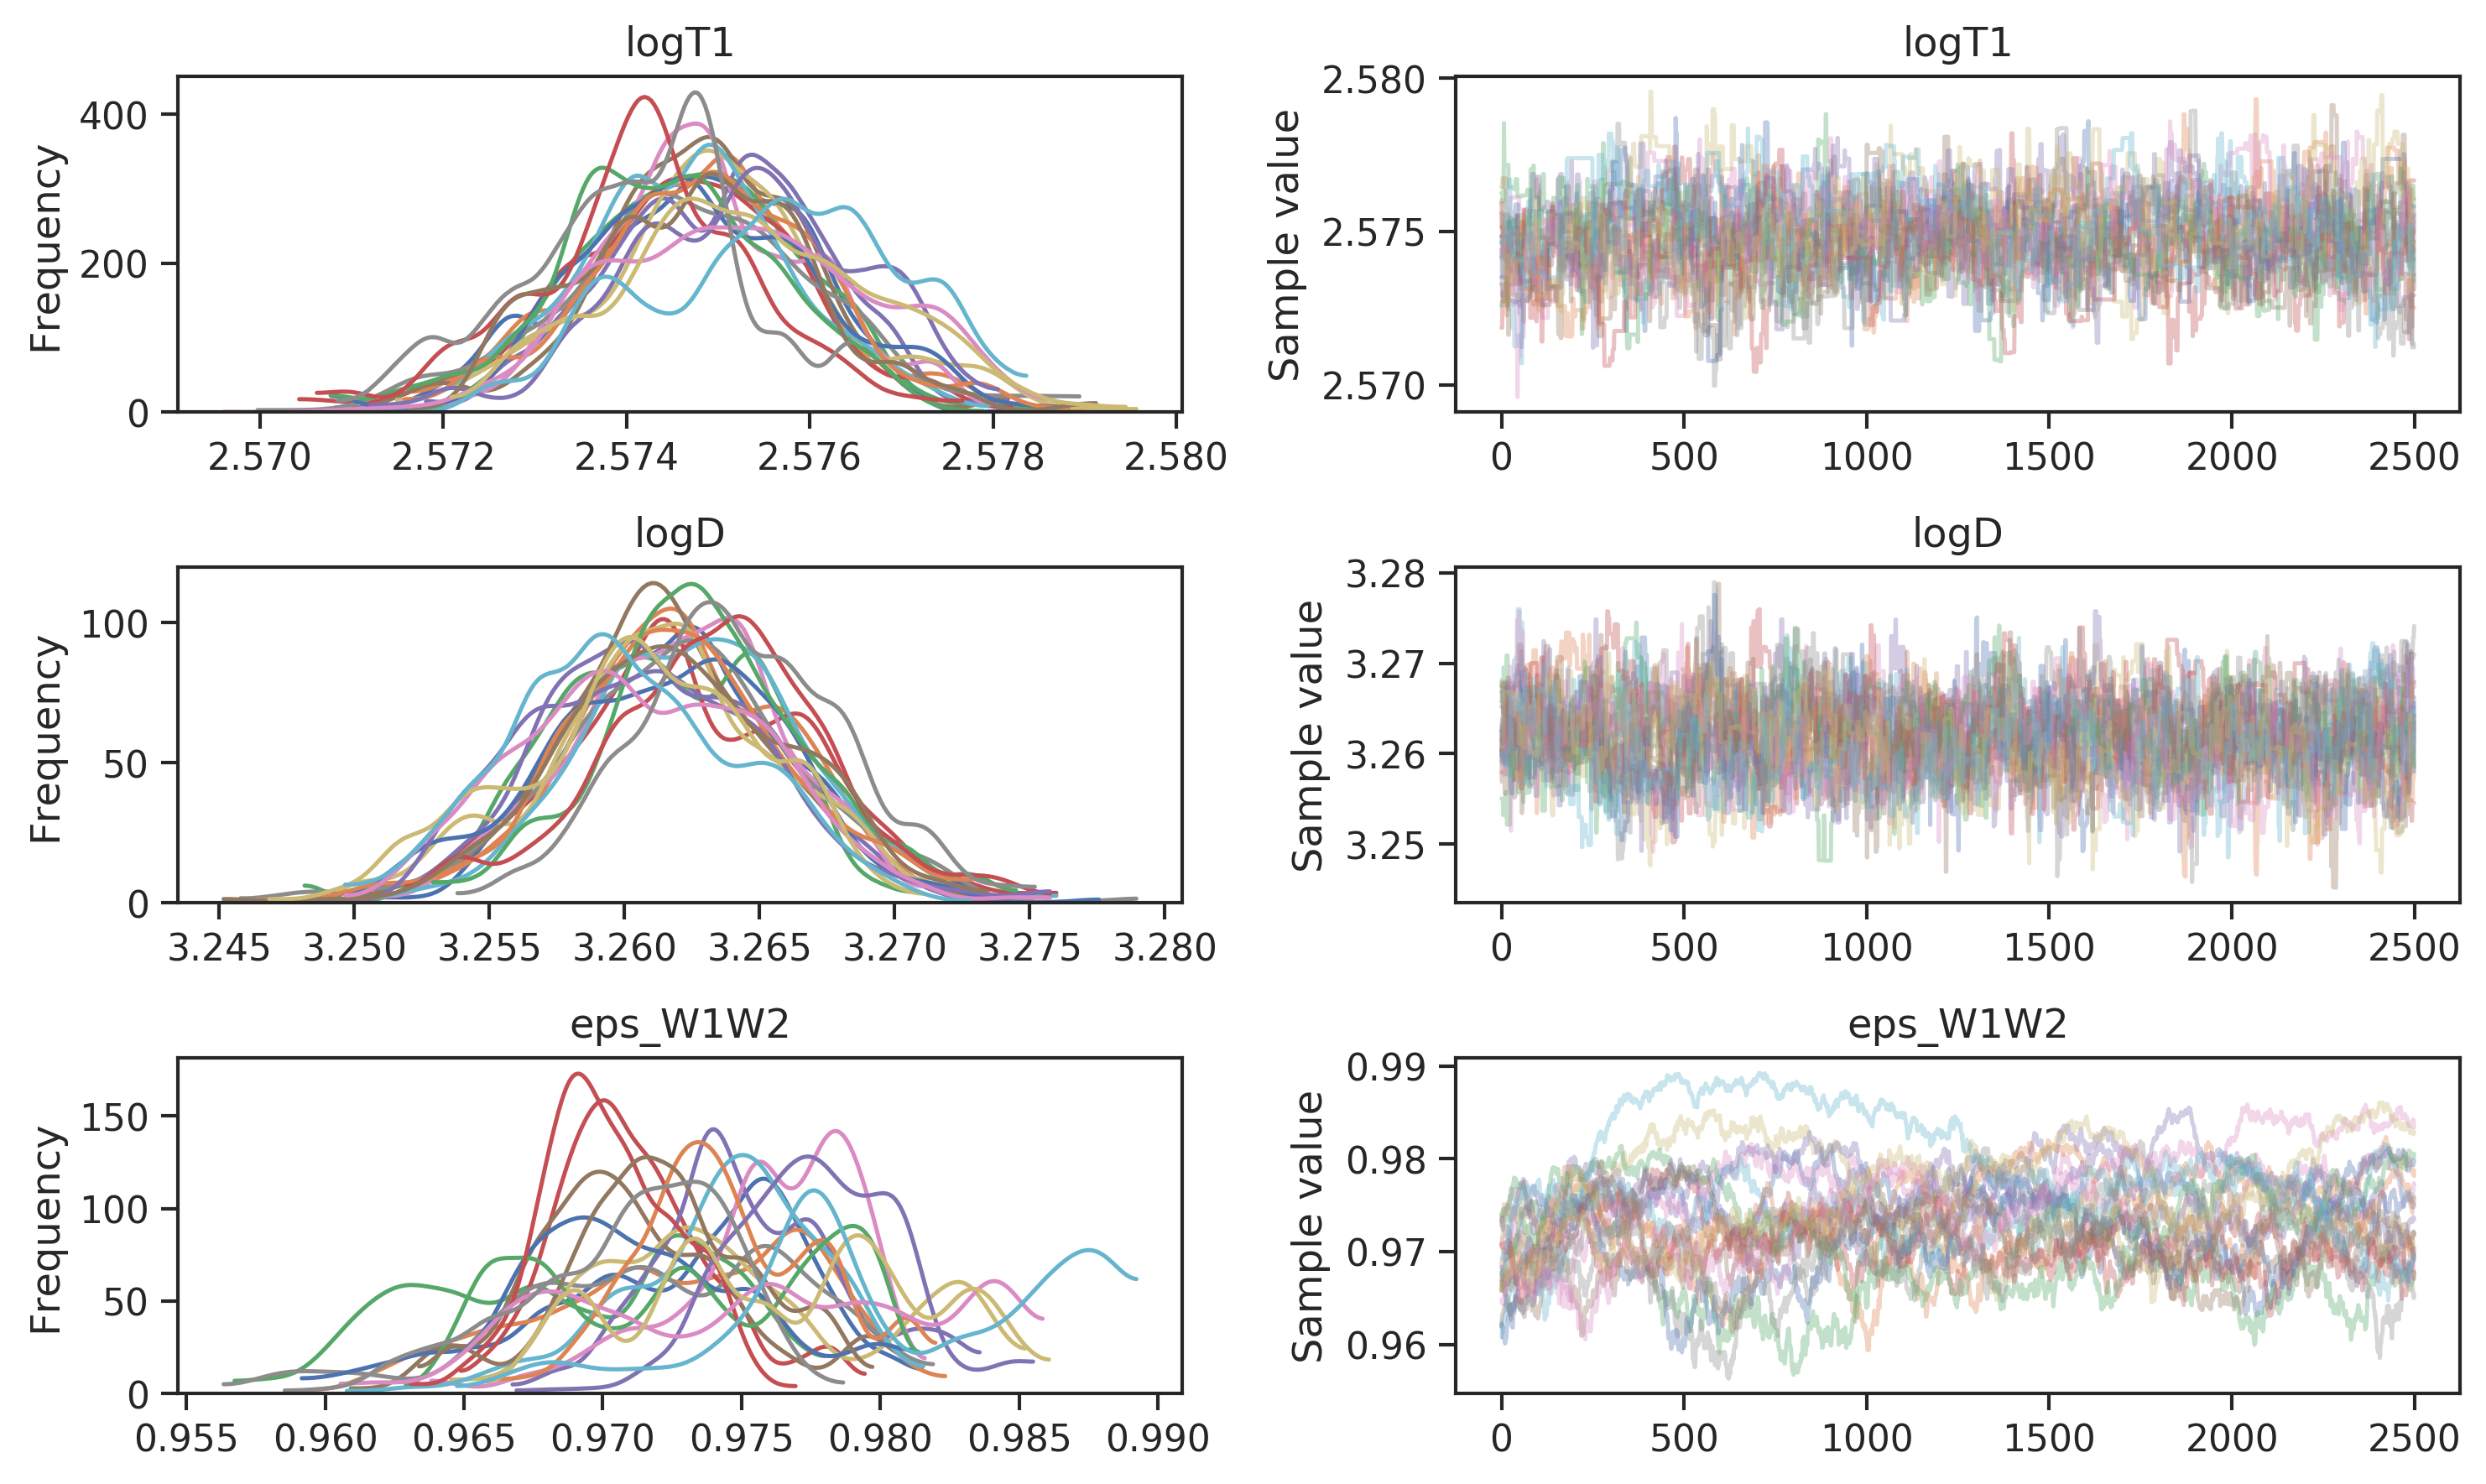 logT1
Frequency
400
200
0
2.570 2.572 2.574 2.576 2.578 2.580
logT1
Sample value
2.580
2.575
2.570
0 500 1000 1500 2000 2500
logD
Frequency
100
50
0
3.245 3.250 3.255 3.260 3.265 3.270 3.275 3.280
logD
Sample value
3.28
3.27
3.26
3.25
0 500 1000 1500 2000 2500
eps_W1W2
Frequency
150
100
50
0
0.955 0.960 0.965 0.970 0.975 0.980 0.985 0.990
eps_W1W2
Sample value
0.99
0.98
0.97
0.96
0 500 1000 1500 2000 2500